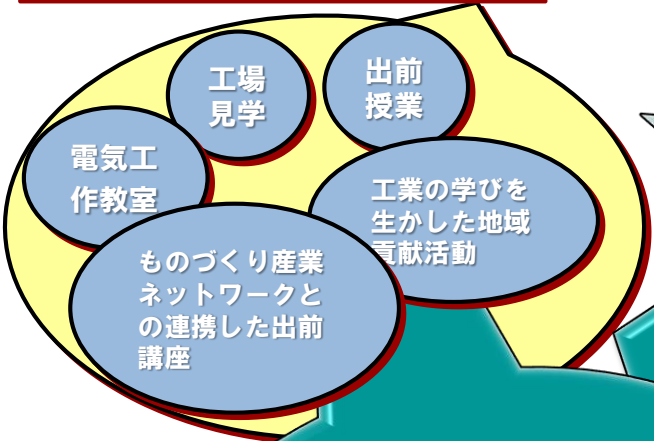 工場
見学
出前
授業
電気工
作教室
工業の学びを
生かした地域
貢献活動
ものづくり産業
ネットワークと
の連携した出前
講座